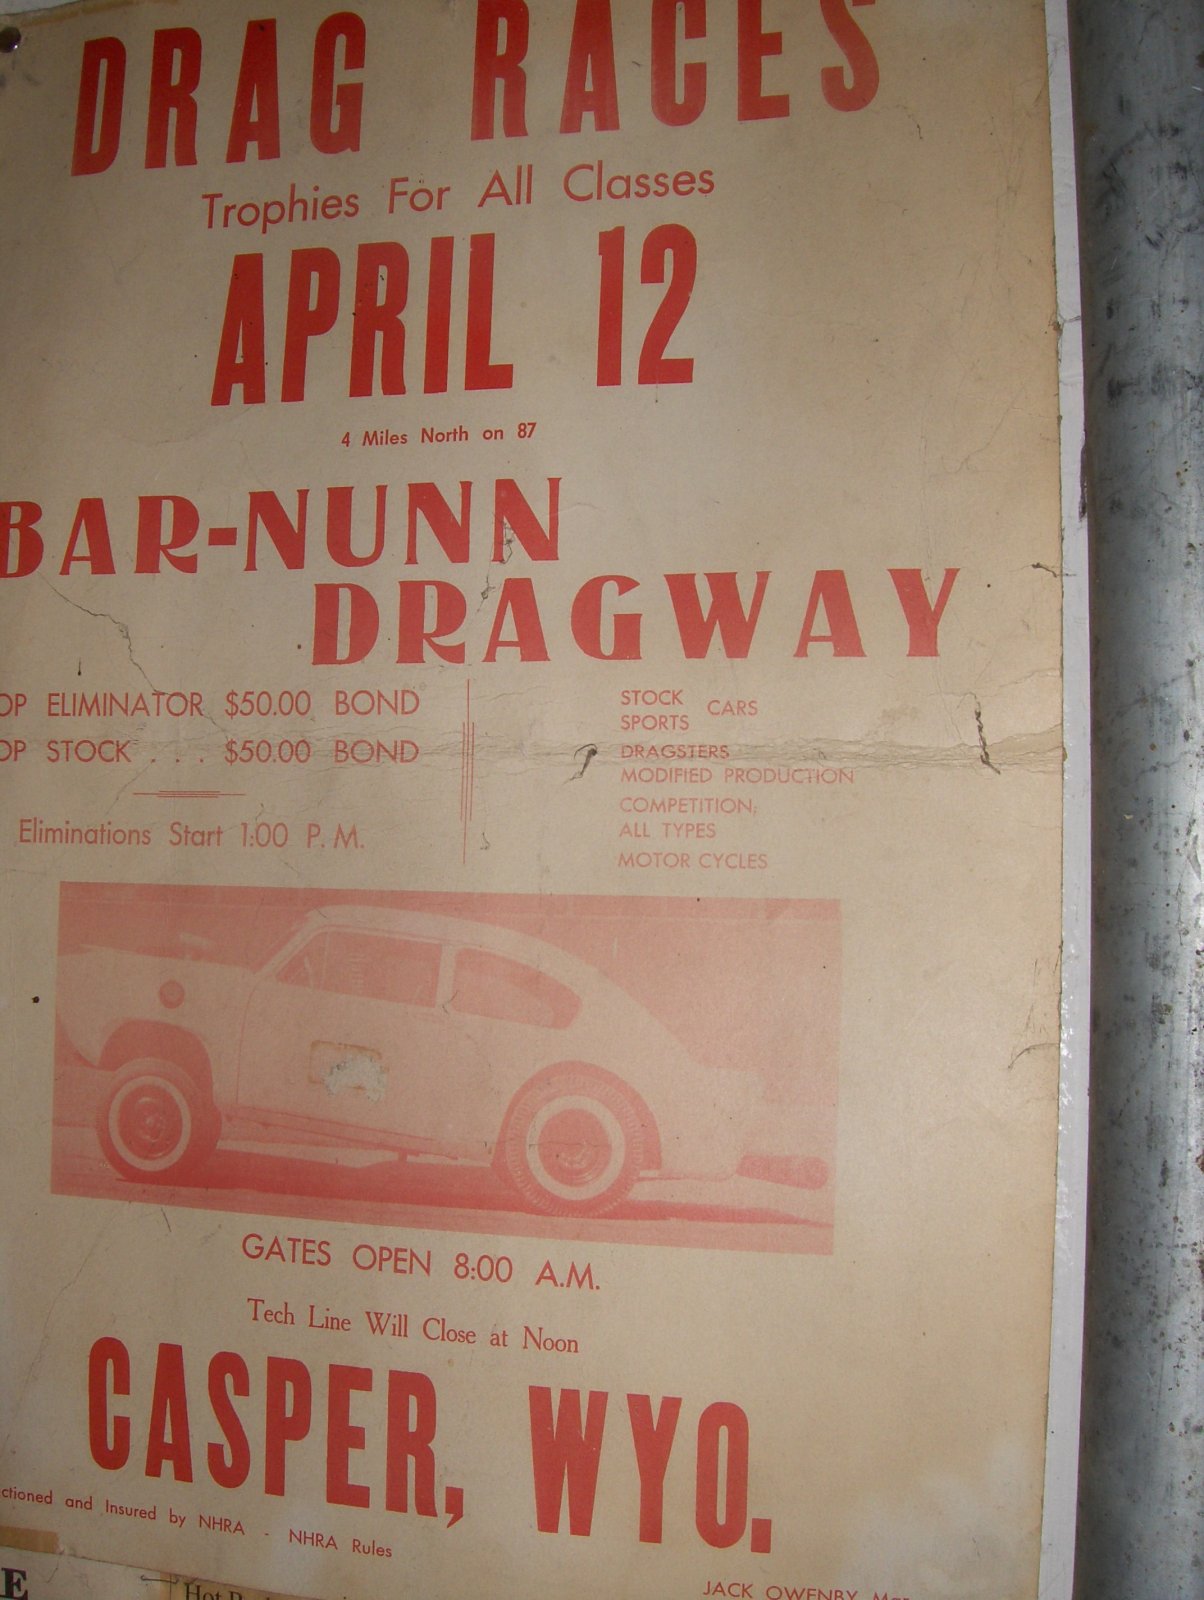 DRAG RACES
Trophies For All Classes
APRIL 12
4 Miles North on 87
BAR-NUNN
DRAGWAY
OP ELIMINATOR $50.00 BOND
OP STOCK . . . $50.00 BOND
Eliminations Start 1:00 P. M.
STOCK
SPORTS CARS
DRAGSTERS
MODIFIED PRODUCTION
COMPETITION;
ALL TYPES
MOTOR CYCLES
GATES OPEN 8:00 A.M.
Tech Line Will Close at Noon
CASPER, WYO.
ctioned and Insured by NHRA - NHRA Rules
JACK OWENBY
E
Hot